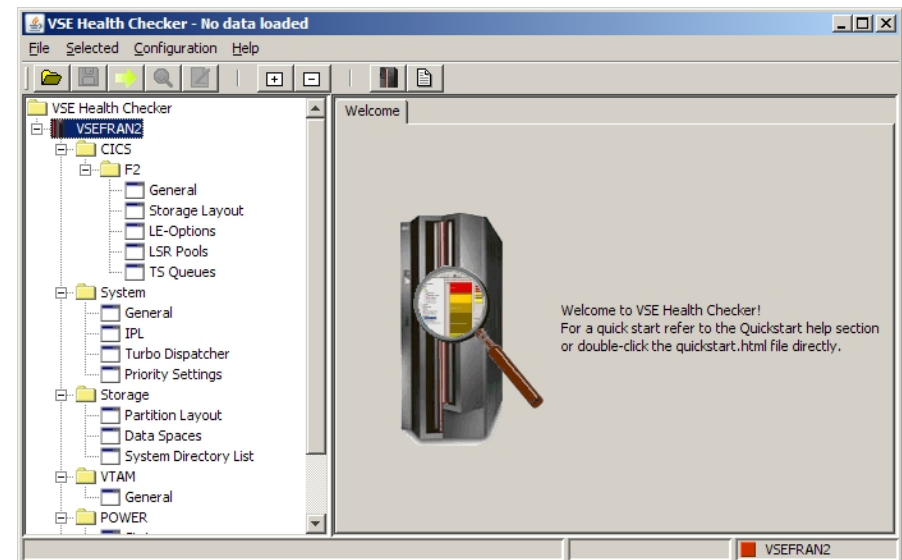 VSE Health Checker - No data loaded
File Selected Configuration Help
VSE Health Checker
VSEFRAN2
CICS
F2
General
Storage Layout
LE-Options
LSR Pools
TS Queues
System
General
IPL
Turbo Dispatcher
Priority Settings
Storage
Partition Layout
Data Spaces
System Directory List
VTAM
General
POWER
Welcome
Welcome to VSE Health Checker!
For a quick start refer to the Quickstart help section
or double-click the quickstart.html file directly.
VSEFRAN2